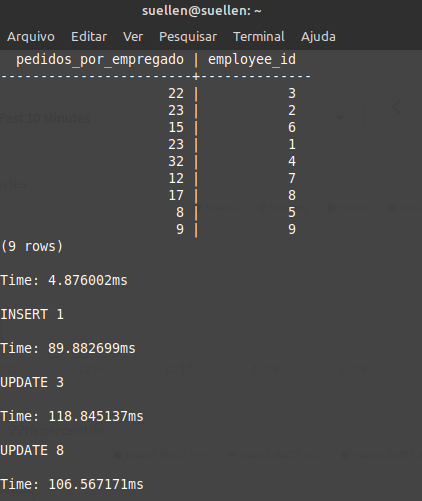 suellen@suellen: ~
Arquivo Editar Ver Pesquisar Terminal Ajuda
pedidos_por_empregado | employee_id
-----------------------+--------------
22 | 3
23 | 2
15 | 6
23 | 1
32 | 4
12 | 7
17 | 8
8 | 5
9 | 9
(9 rows)
Time: 4.876002ms
INSERT 1
Time: 89.882699ms
UPDATE 3
Time: 118.845137ms
UPDATE 8
Time: 106.567171ms